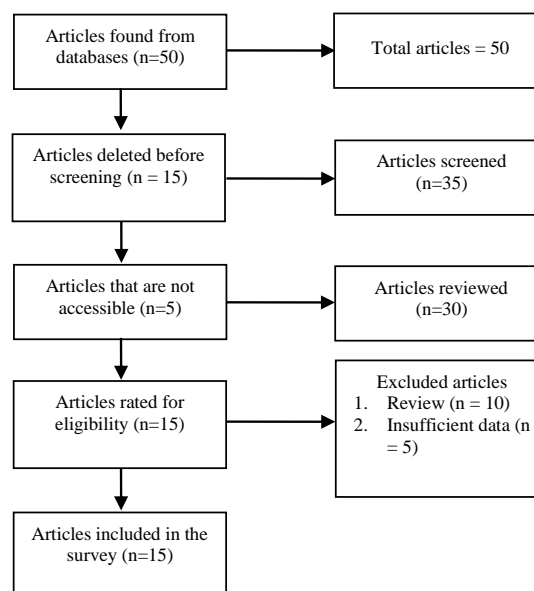 Articles found from
databases (n=50)
Total articles = 50
Articles deleted before
screening (n = 15)
Articles screened
(n=35)
Articles that are not
accessible (n=5)
Articles reviewed
(n=30)
Articles rated for
eligibility (n=15)
Excluded articles
1. Review (n = 10)
2. Insufficient data (n
= 5)
Articles included in the
survey (n=15)